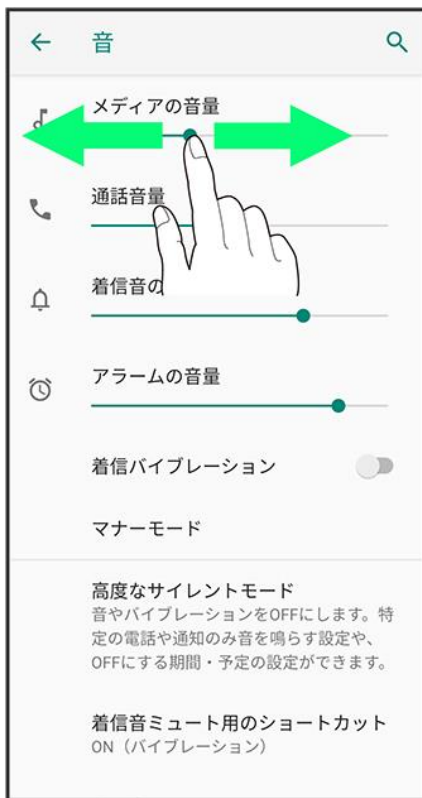 音
メディアの音量
通話音量
着信音の
アラームの音量
着信バイブレーション
マナーモード
高度なサイレントモード
音やバイブレーションをOFFにします。特
定の電話や通知のみ音を鳴らす設定や、
OFFにする期間・予定の設定ができます。
着信音ミュート用のショートカット
ON（バイブレーション）